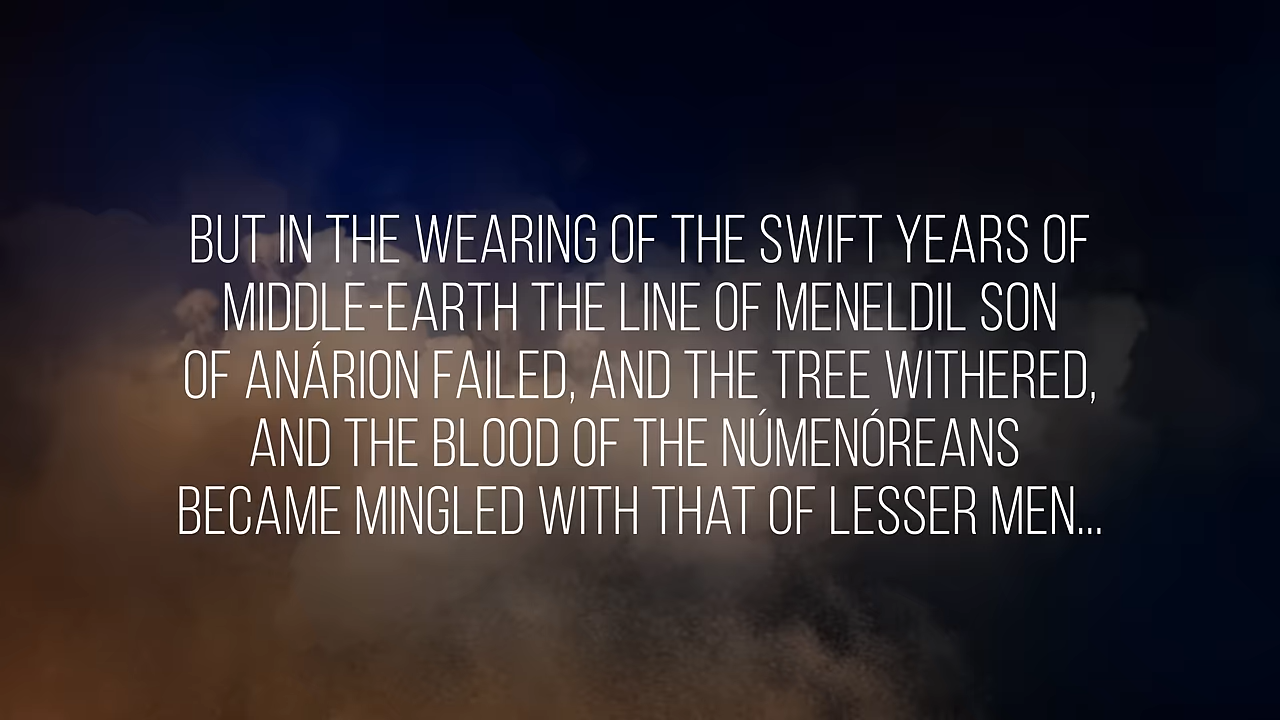 BUT IN THE WEARING OF THE SWIFT YEARS OF
MIDDLE-EARTH THE LINE OF MENELDIL SON
OF ANÁRION FAILED, AND THE TREE WITHERED,
AND THE BLOOD OF THE NÚMENÓREANS
BECAME MINGLED WITH THAT OF LESSER MEN...